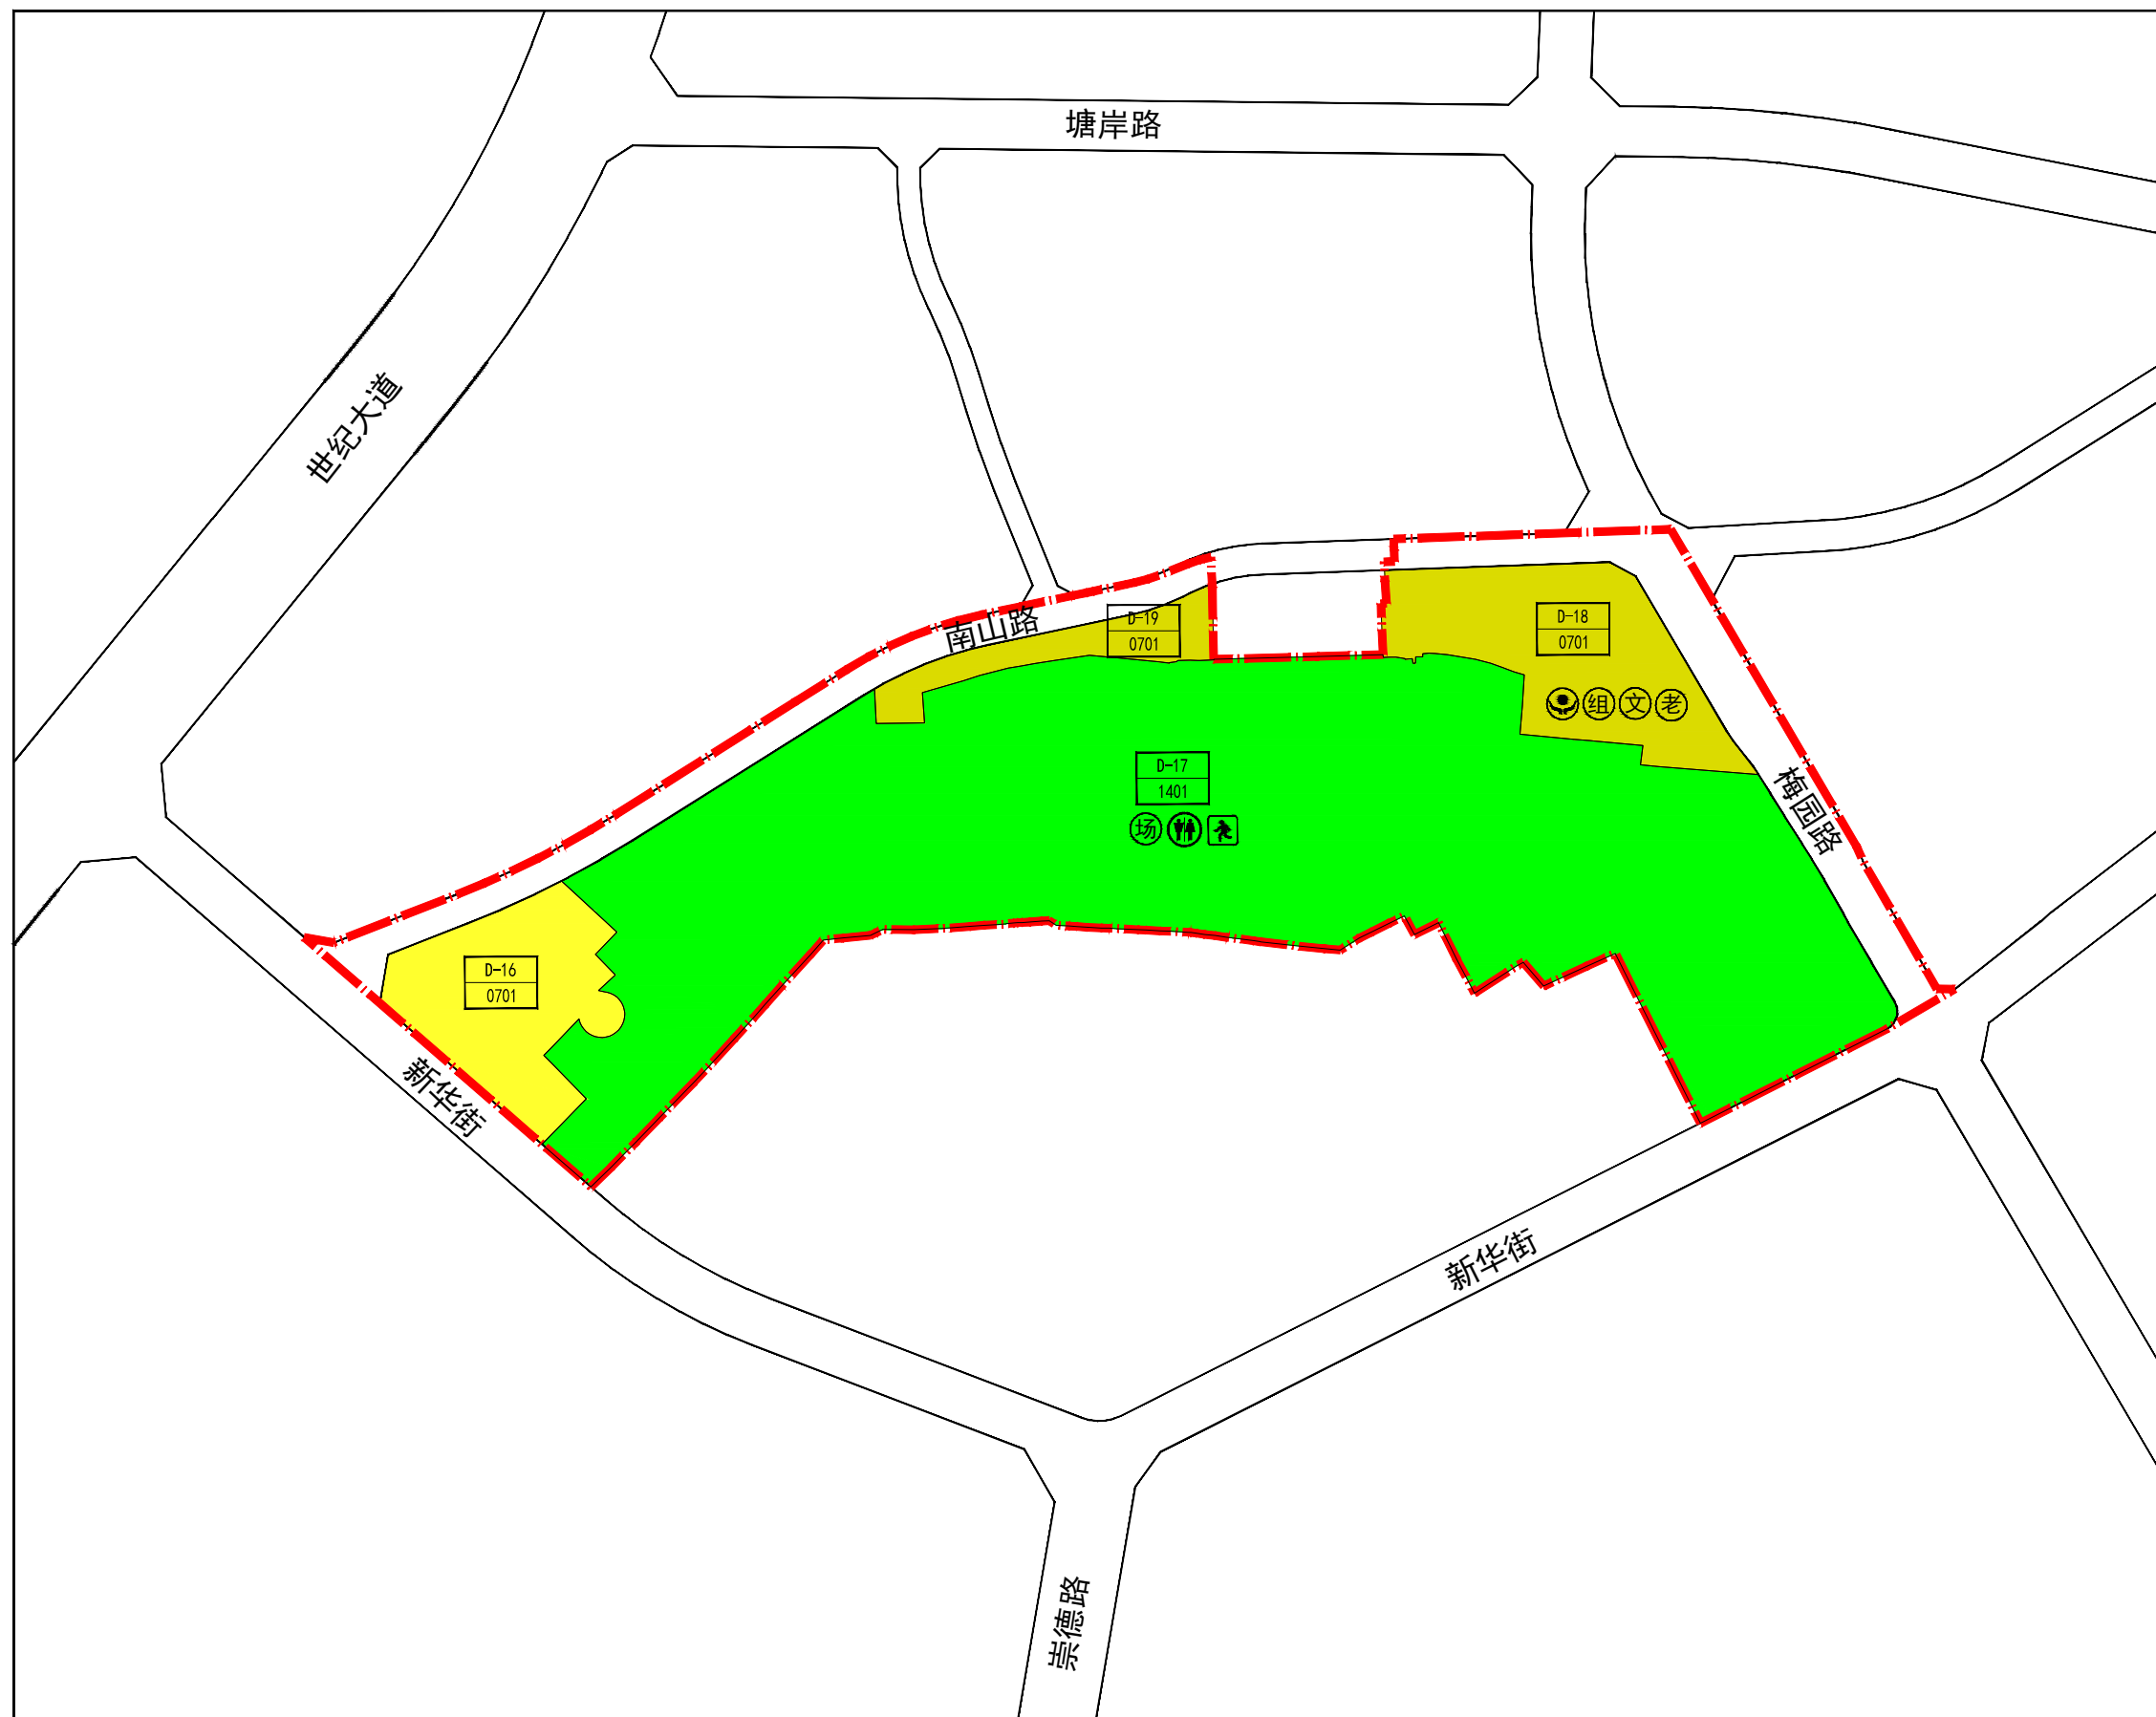 塘岸路
世纪大道
南山路
D-19
0701
D-18
0701
组 文 老
D-17
1401
场
梅园路
D-16
0701
新华街
新华街
崇德路